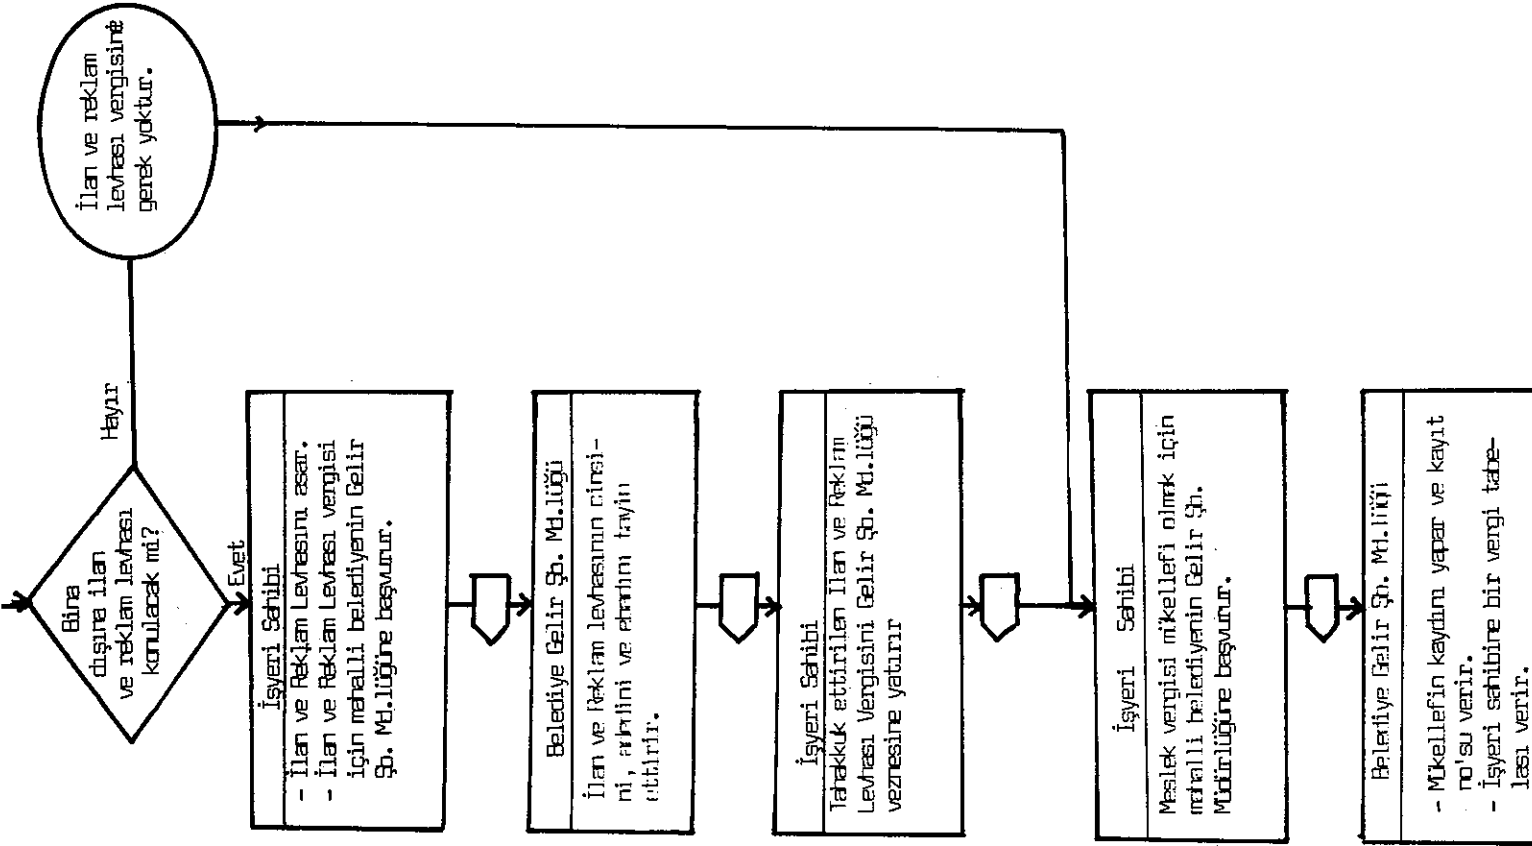 Bina
dışına ilan
ve reklam levhası
konulacak mi?
Hayır
İlan ve reklam
levhası vergisine
gerek yoktur.
Evet
İşyeri Sahibi
- İlan ve Reklam Levhasını asar.
- İlan ve Reklam Levhası vergisi
için mahalli belediyenin Gelir
Şb. Md.lüğüne başvurur.
Belediye Gelir Şb. Md.lüğü
İlan ve Reklam levhasının cinsi-
ni, adedini ve ebadını tayin
ettirir.
İşyeri Sahibi
Tahakkuk ettirilen İlan ve Reklam
Levhası Vergisini Gelir Şb. Md.lüğü
veznesine yatırır
İşyeri Sahibi
Meslek vergisi mükellefi olmak için
mahalli belediyenin Gelir Şb.
Müdürlüğüne başvurur.
Belediye Gelir Şb. Md.lüğü
- Mükellefin kaydını yapar ve kayıt
no'su verir.
- İşyeri sahibine bir vergi tabe-
lası verir.